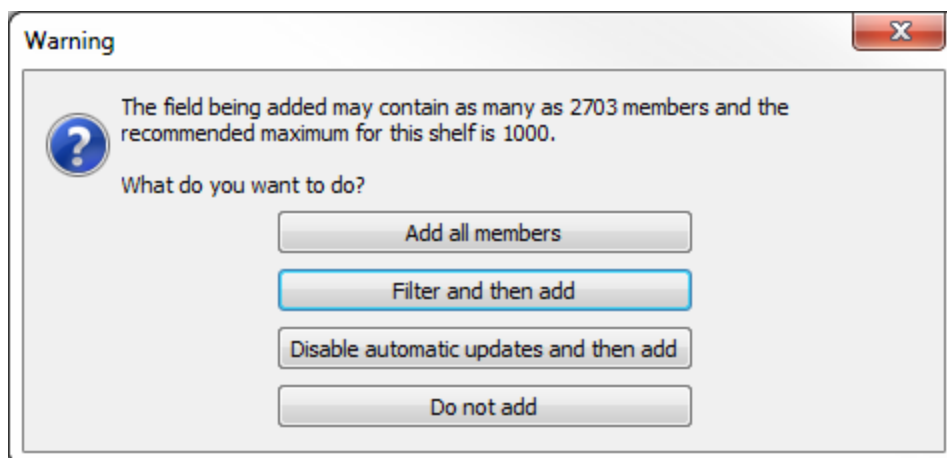 Warning
The field being added may contain as many as 2703 members and the
recommended maximum for this shelf is 1000.
What do you want to do?
Add all members
Filter and then add
Disable automatic updates and then add
Do not add